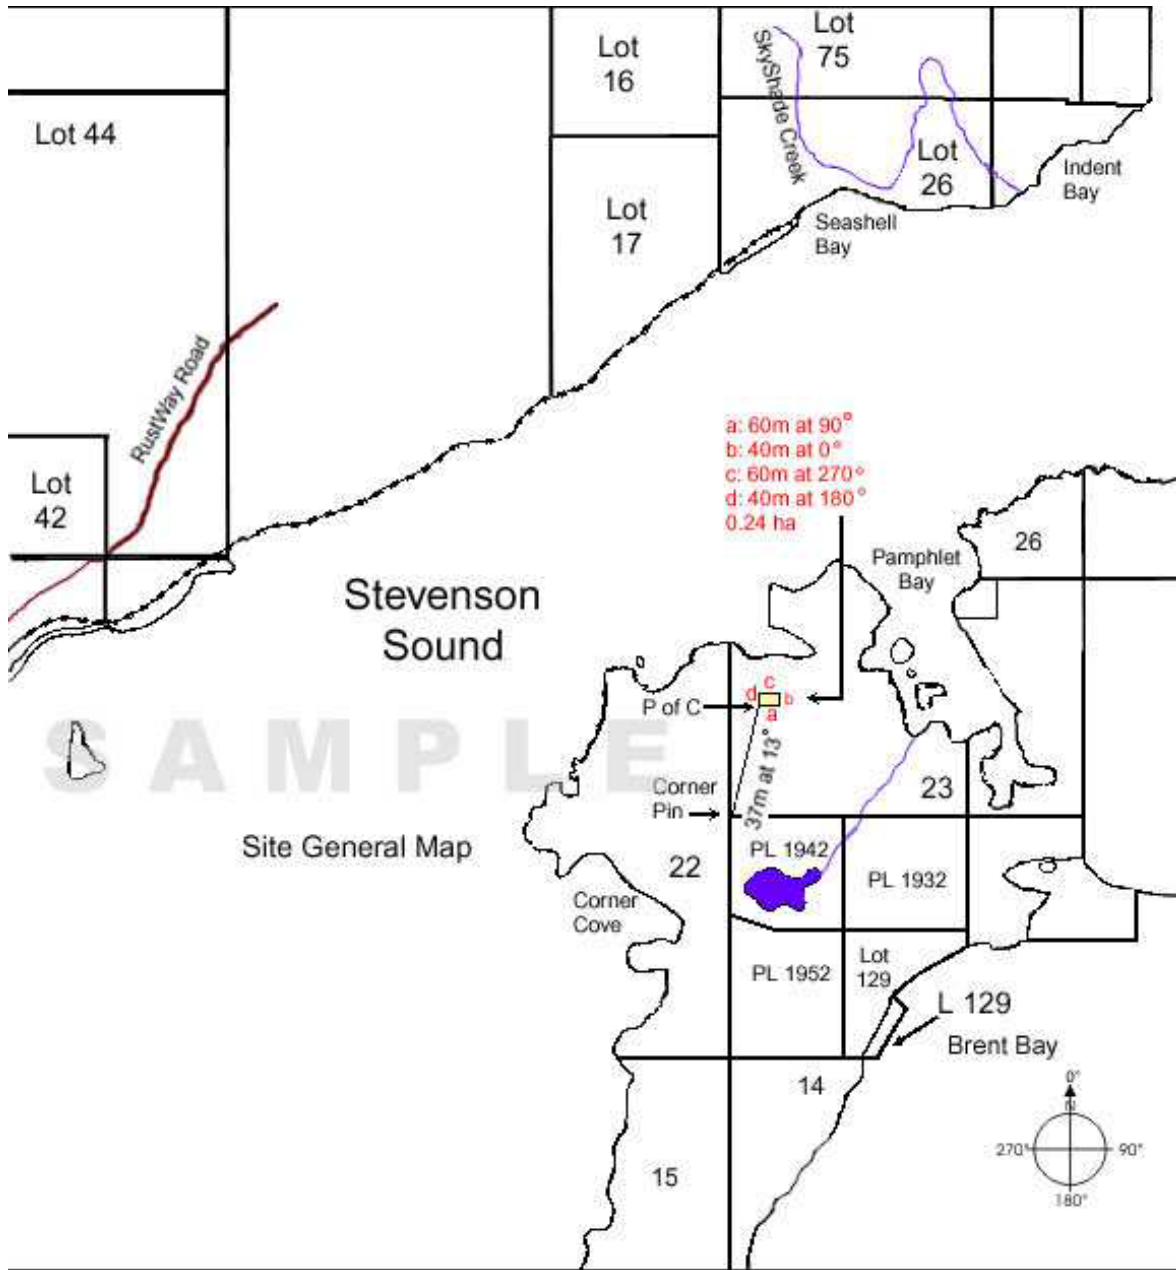 Lot
75
Lot
16
SkyShade Creek
Lot 44
Lot
26
Indent
Bay
Lot
17
Seashell
Bay
RustWay Road
a: 60m at 90°
b: 40m at 0°
c: 60m at 270°
d: 40m at 180°
0.24 ha
Lot
42
26
Pamphlet
Bay
Stevenson
Sound
c
d
b
a
P of C
SAMPLE
37m at 13°
Corner
Pin
23
Site General Map
PL 1942
22
PL 1932
Corner
Cove
Lot
129
PL 1952
L 129
Brent Bay
14
0°
N
270°
90°
180°
15